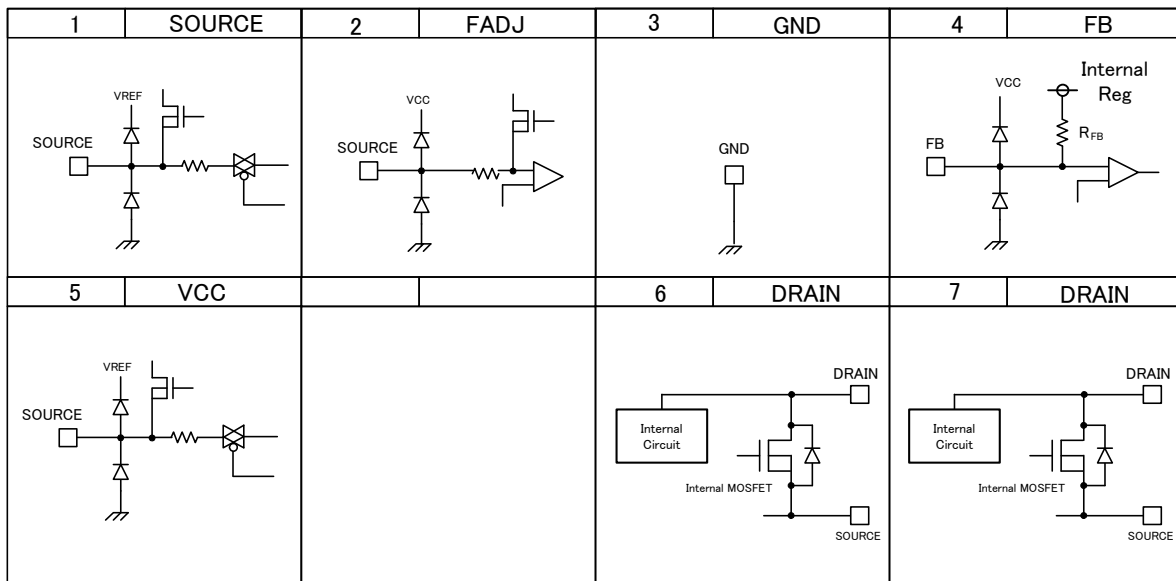 1 SOURCE 2 FADJ 3 GND 4 FB
VREF
SOURCE
VCC
SOURCE
GND
VCC
Internal
Reg
RFB
FB
5 VCC 6 DRAIN 7 DRAIN
VREF
SOURCE
DRAIN
Internal
Circuit
Internal MOSFET
SOURCE
DRAIN
Internal
Circuit
Internal MOSFET
SOURCE